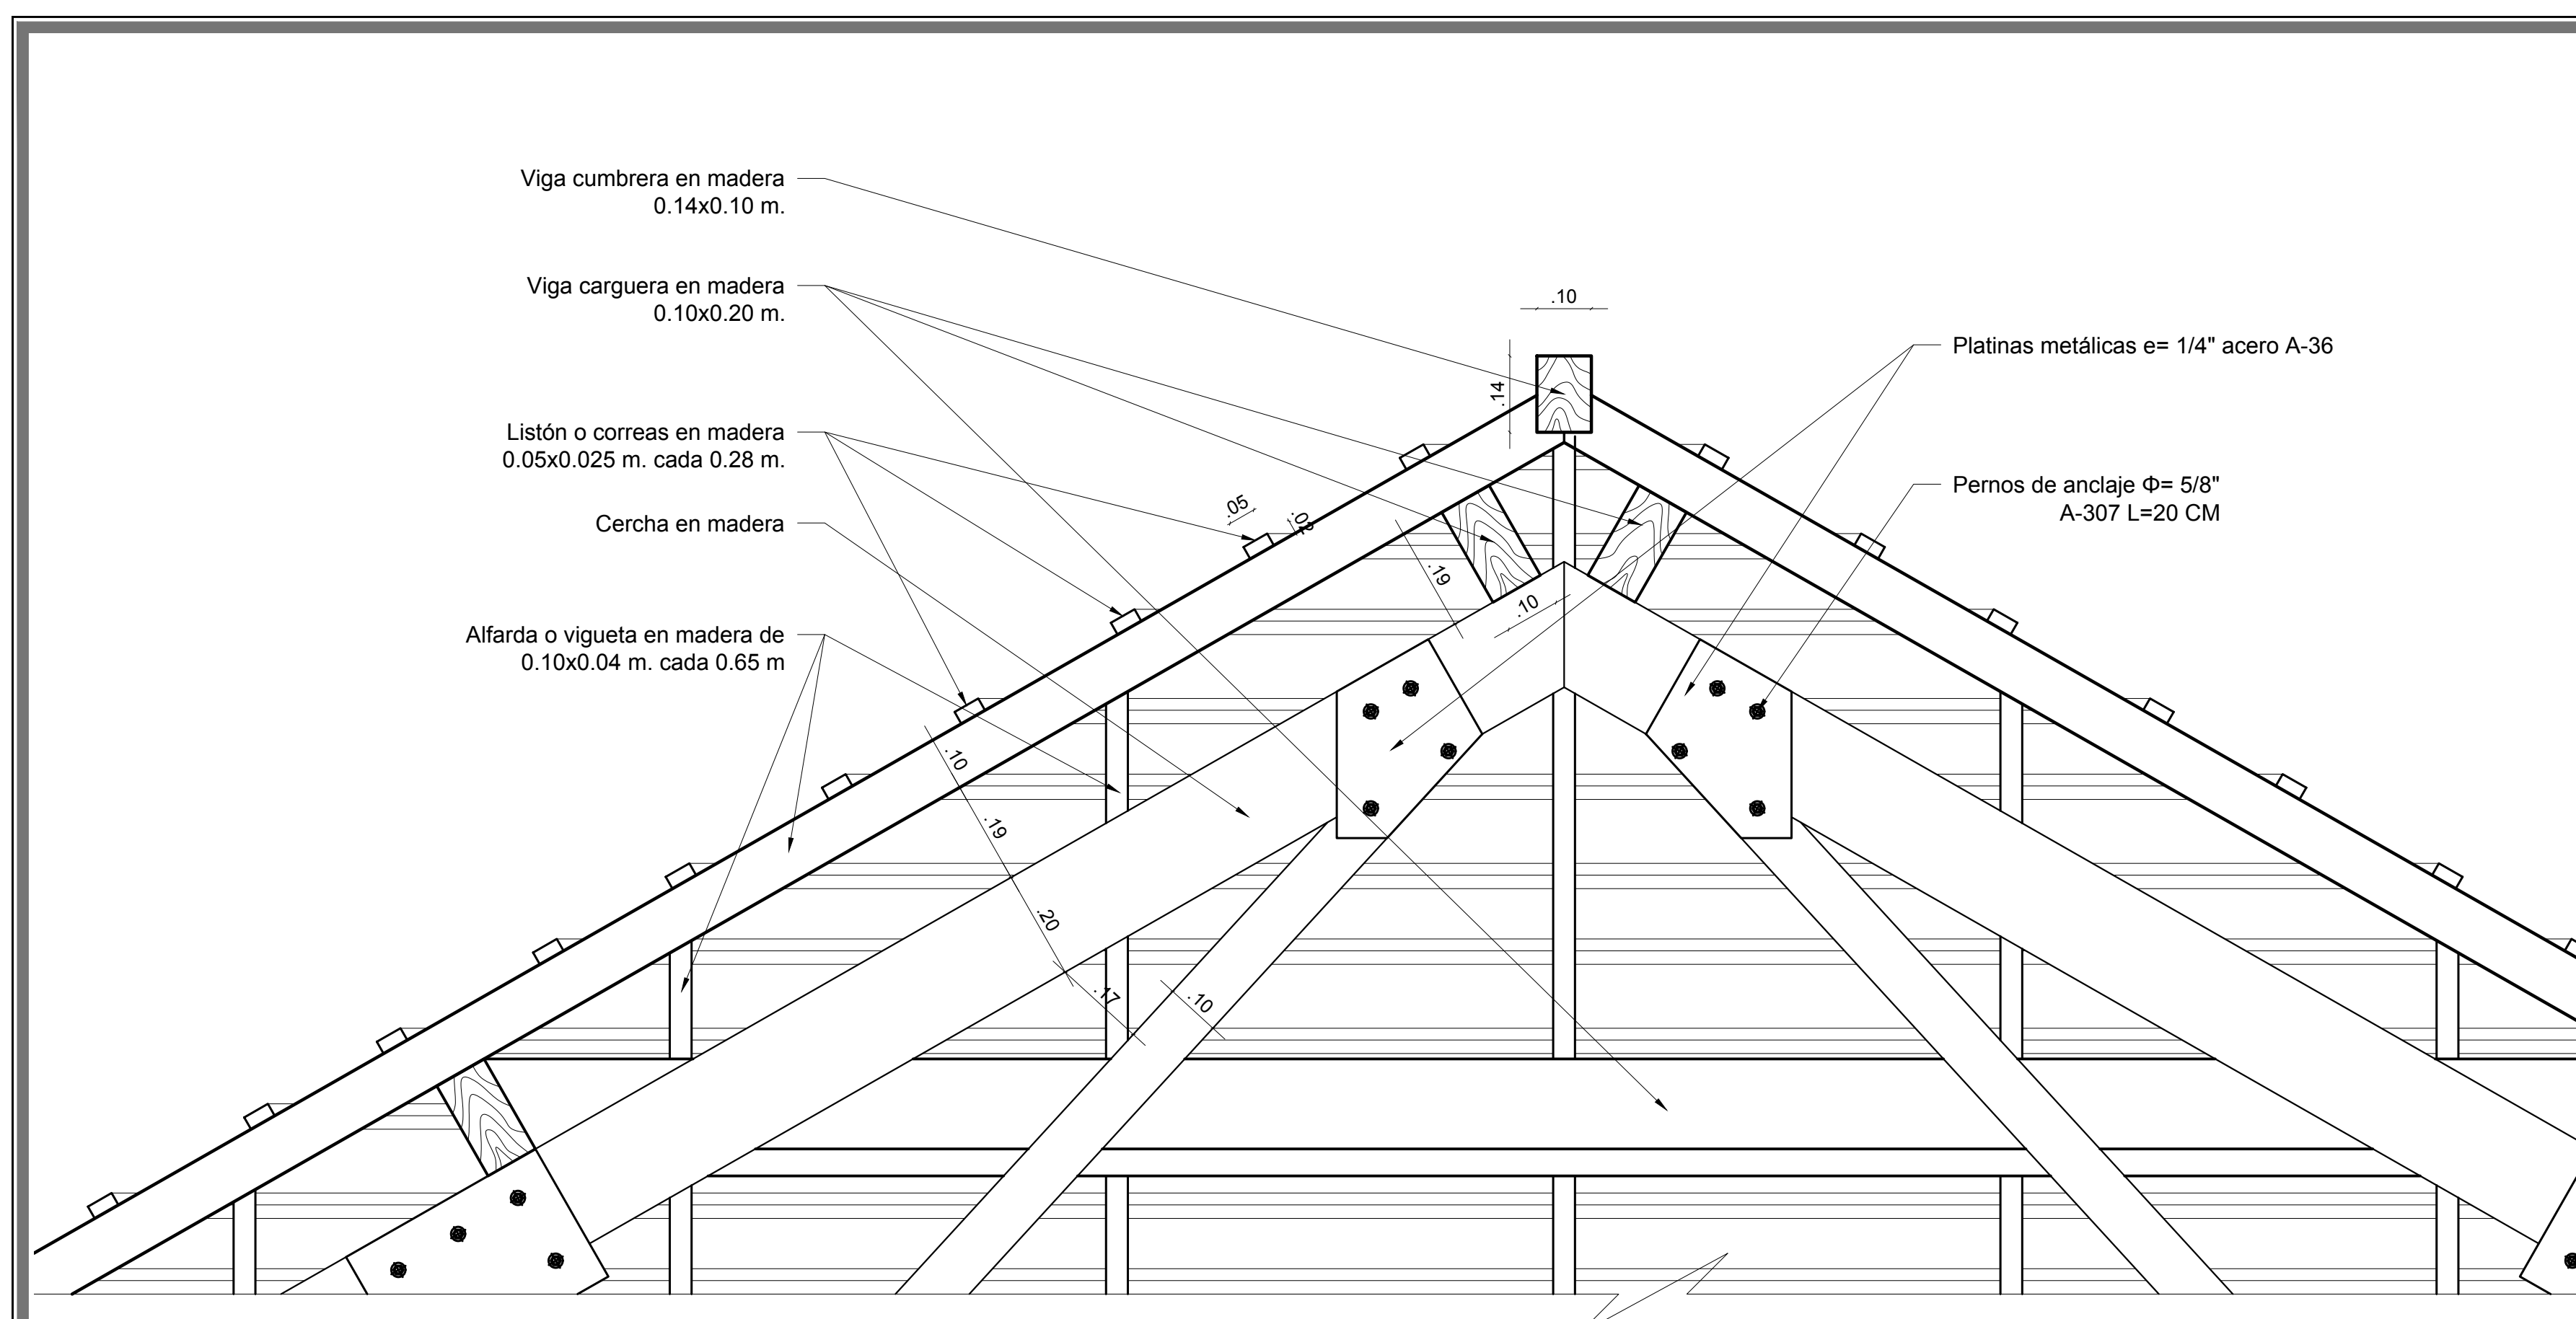 Viga cumbrera en madera
0.14x0.10 m.
Viga carguera en madera
0.10x0.20 m.
.10
Platinas metálicas e= 1/4" acero A-36
.14
Listón o correas en madera
0.05x0.025 m. cada 0.28 m.
Pernos de anclaje Φ= 5/8"
A-307 L=20 CM
.05
.02
Cercha en madera
.19
.10
Alfarda o vigueta en madera de
0.10x0.04 m. cada 0.65 m
.10
.19
.20
.17
.10